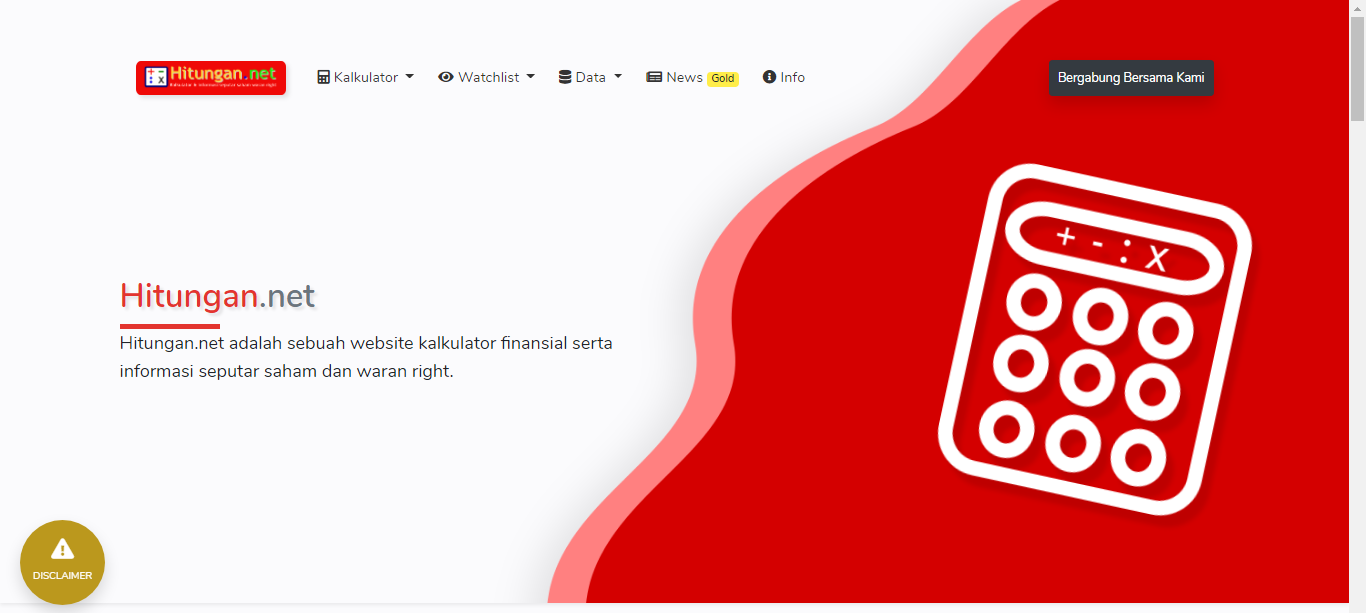 Hitungan.net
Kalkulator
Watchlist
Data
News Gold
Info
Bergabung Bersama Kami
+ - : x
Hitungan.net
Hitungan.net adalah sebuah website kalkulator finansial serta
informasi seputar saham dan waran right.
DISCLAIMER